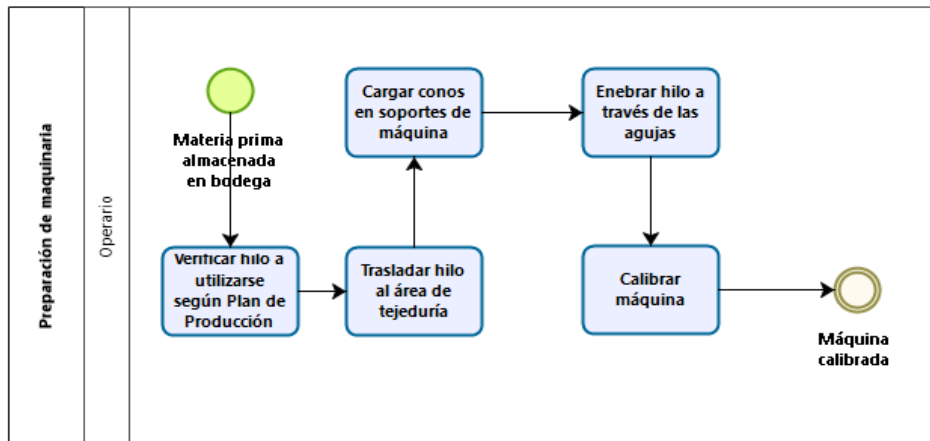 Preparación de maquinaria
Operario
Materia prima
almacenada
en bodega
Verificar hilo a
utilizarse
según Plan de
Producción
Trasladar hilo
al área de
tejeduría
Cargar conos
en soportes de
máquina
Enebrar hilo a
través de las
agujas
Calibrar
máquina
Máquina
calibrada